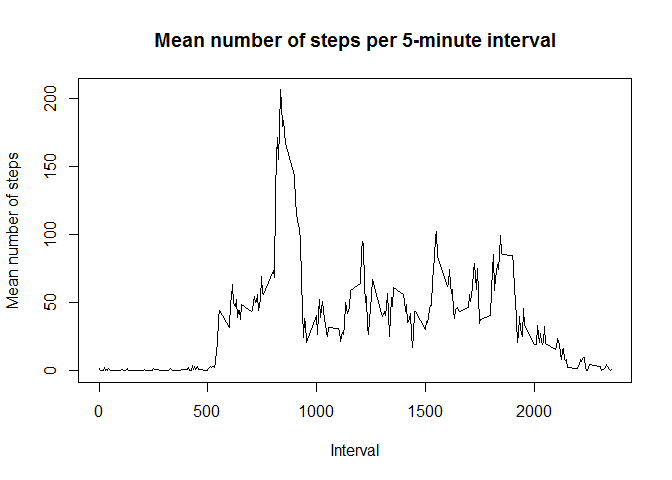 Mean number of steps per 5-minute interval
Mean number of steps
200
150
100
50
0
0 500 1000 1500 2000
Interval